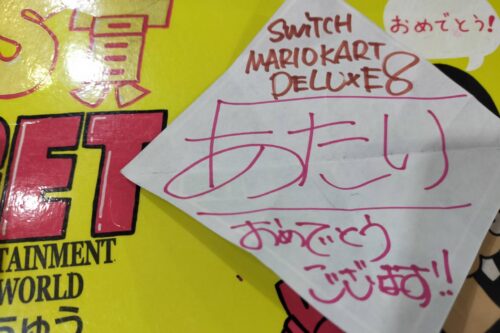 賞
おめでとう!
SWITCH
MARIOKART
DELUXE8
あたり
おめでとう
ございます!!
ET
TAINMENT
WORLD